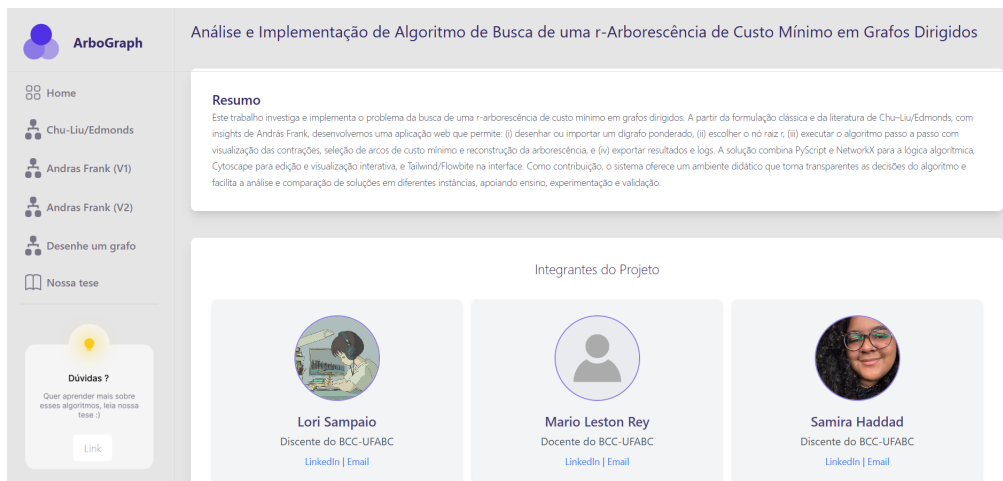 ArboGraph
Análise e Implementação de Algoritmo de Busca de uma r-Arborescência de Custo Mínimo em Grafos Dirigidos
Home
Chu-Liu/Edmonds
Andras Frank (V1)
Andras Frank (V2)
Desenhe um grafo
Nossa tese
Dúvidas ?
Quer aprender mais sobre
esses algoritmos, leia nossa
tese :)
Link
Resumo
Este trabalho investiga e implementa o problema da busca de uma r-arborescência de custo mínimo em grafos dirigidos. A partir da formulação clássica e da literatura de Chu–Liu/Edmonds, com
insights de András Frank, desenvolvemos uma aplicação web que permite: (i) desenhar ou importar um digrafo ponderado, (ii) escolher o nó raiz r, (iii) executar o algoritmo passo a passo com
visualização das contrações, seleção de arcos de custo mínimo e reconstrução da arborescência, e (iv) exportar resultados e logs. A solução combina PyScript e NetworkX para a lógica algorítmica,
Cytoscape para edição e visualização interativa, e Tailwind/Flowbite na interface. Como contribuição, o sistema oferece um ambiente didático que torna transparentes as decisões do algoritmo e
facilita a análise e comparação de soluções em diferentes instâncias, apoiando ensino, experimentação e validação.
Integrantes do Projeto
Lori Sampaio
Discente do BCC-UFABC
LinkedIn | Email
Mario Leston Rey
Docente do BCC-UFABC
LinkedIn | Email
Samira Haddad
Discente do BCC-UFABC
LinkedIn | Email